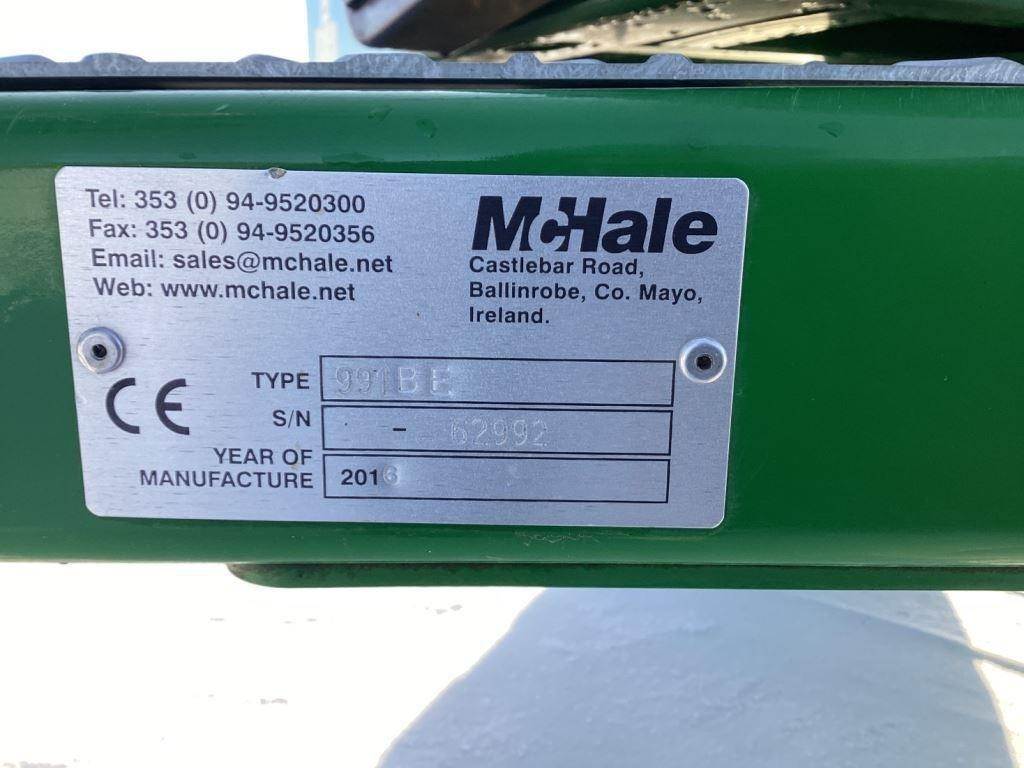 Tel: 353 (0) 94-9520300
Fax: 353 (0) 94-9520356
Email: sales@mchale.net
Web: www.mchale.net
McHale
Castlebar Road,
Ballinrobe, Co. Mayo,
Ireland.
CE
TYPE 991BE
S/N - 62992
YEAR OF
MANUFACTURE 2016